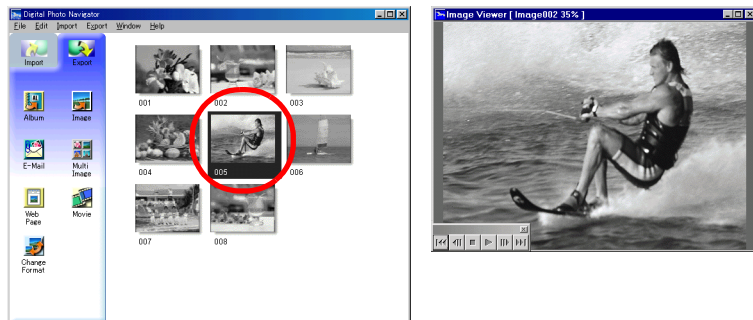 Digital Photo Navigator
File Edit Import Export Window Help
Import Export
Album Image
E-Mail Multi Image
Web Page Movie
Change Format
001 002 003
004 005 006
007 008
Image Viewer [ Image002 35% ]